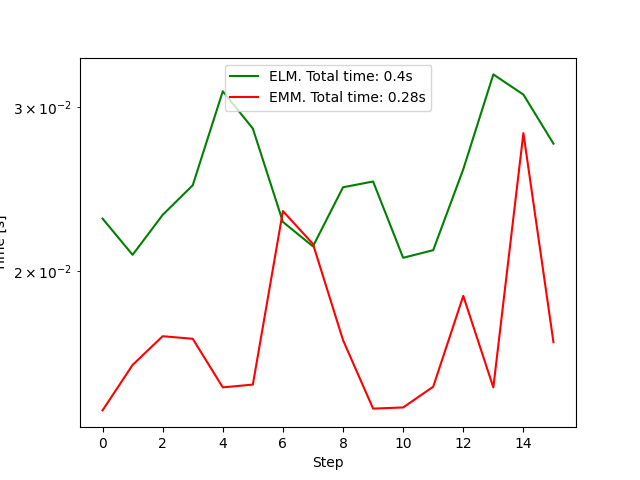 ELM. Total time: 0.4s
EMM. Total time: 0.28s
3 × 10⁻²
2 × 10⁻²
Time [s]
0 2 4 6 8 10 12 14
Step